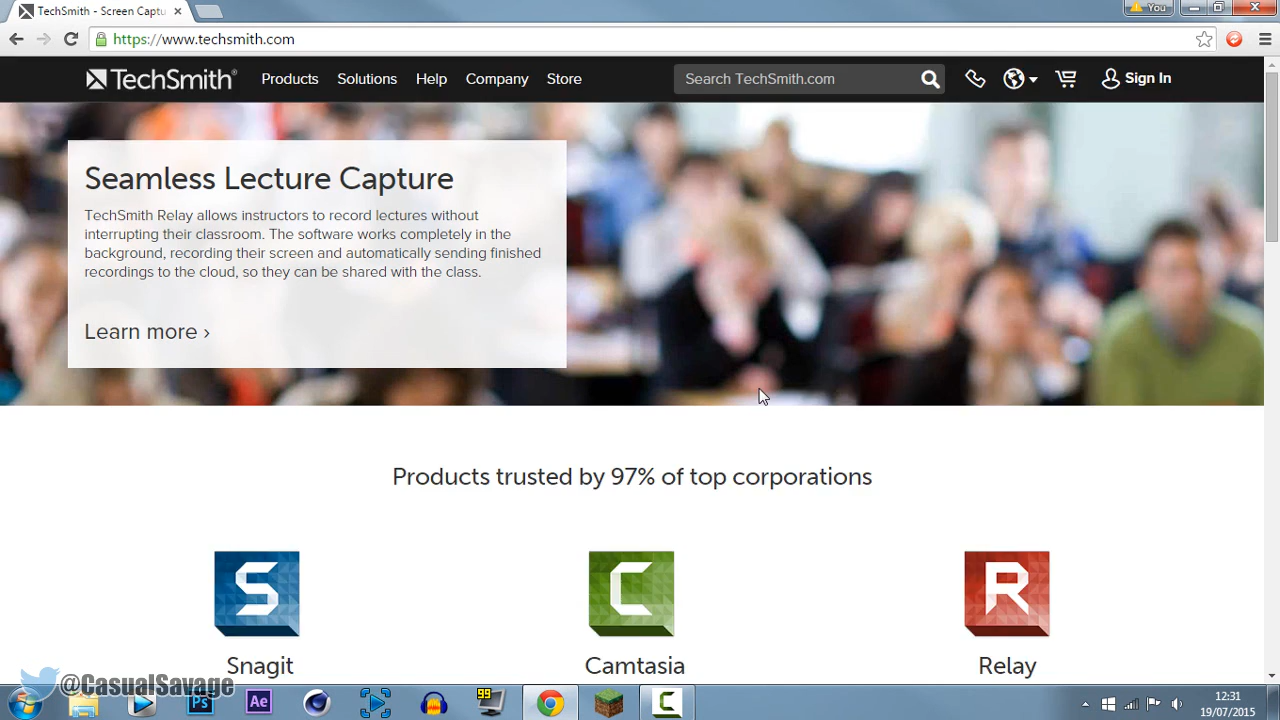 TechSmith - Screen Captu
You
https://www.techsmith.com
TechSmith® Products Solutions Help Company Store Search TechSmith.com Sign In
Seamless Lecture Capture
TechSmith Relay allows instructors to record lectures without
interrupting their classroom. The software works completely in the
background, recording their screen and automatically sending finished
recordings to the cloud, so they can be shared with the class.
Learn more ›
Products trusted by 97% of top corporations
S C R
Snagit Camtasia Relay
@CasualSavage
Ps Ae 99 C
12:31
19/07/2015